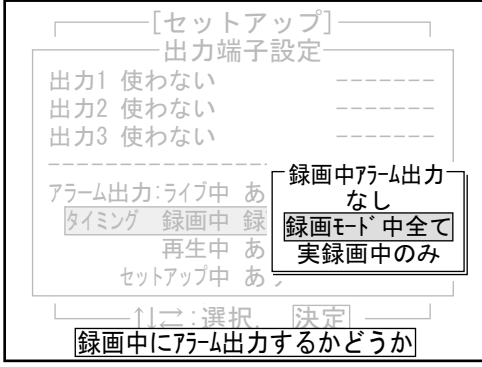 [セットアップ]
出力端子設定
出力1 使わない -------
出力2 使わない -------
出力3 使わない -------
アラーム出力:ライブ中 あ
タイミング 録画中 録
再生中 あ
セットアップ中 あり
録画中アラーム出力
なし
録画モード中全て
実録画中のみ
↑↓⇄:選択. 決定
録画中にアラーム出力するかどうか